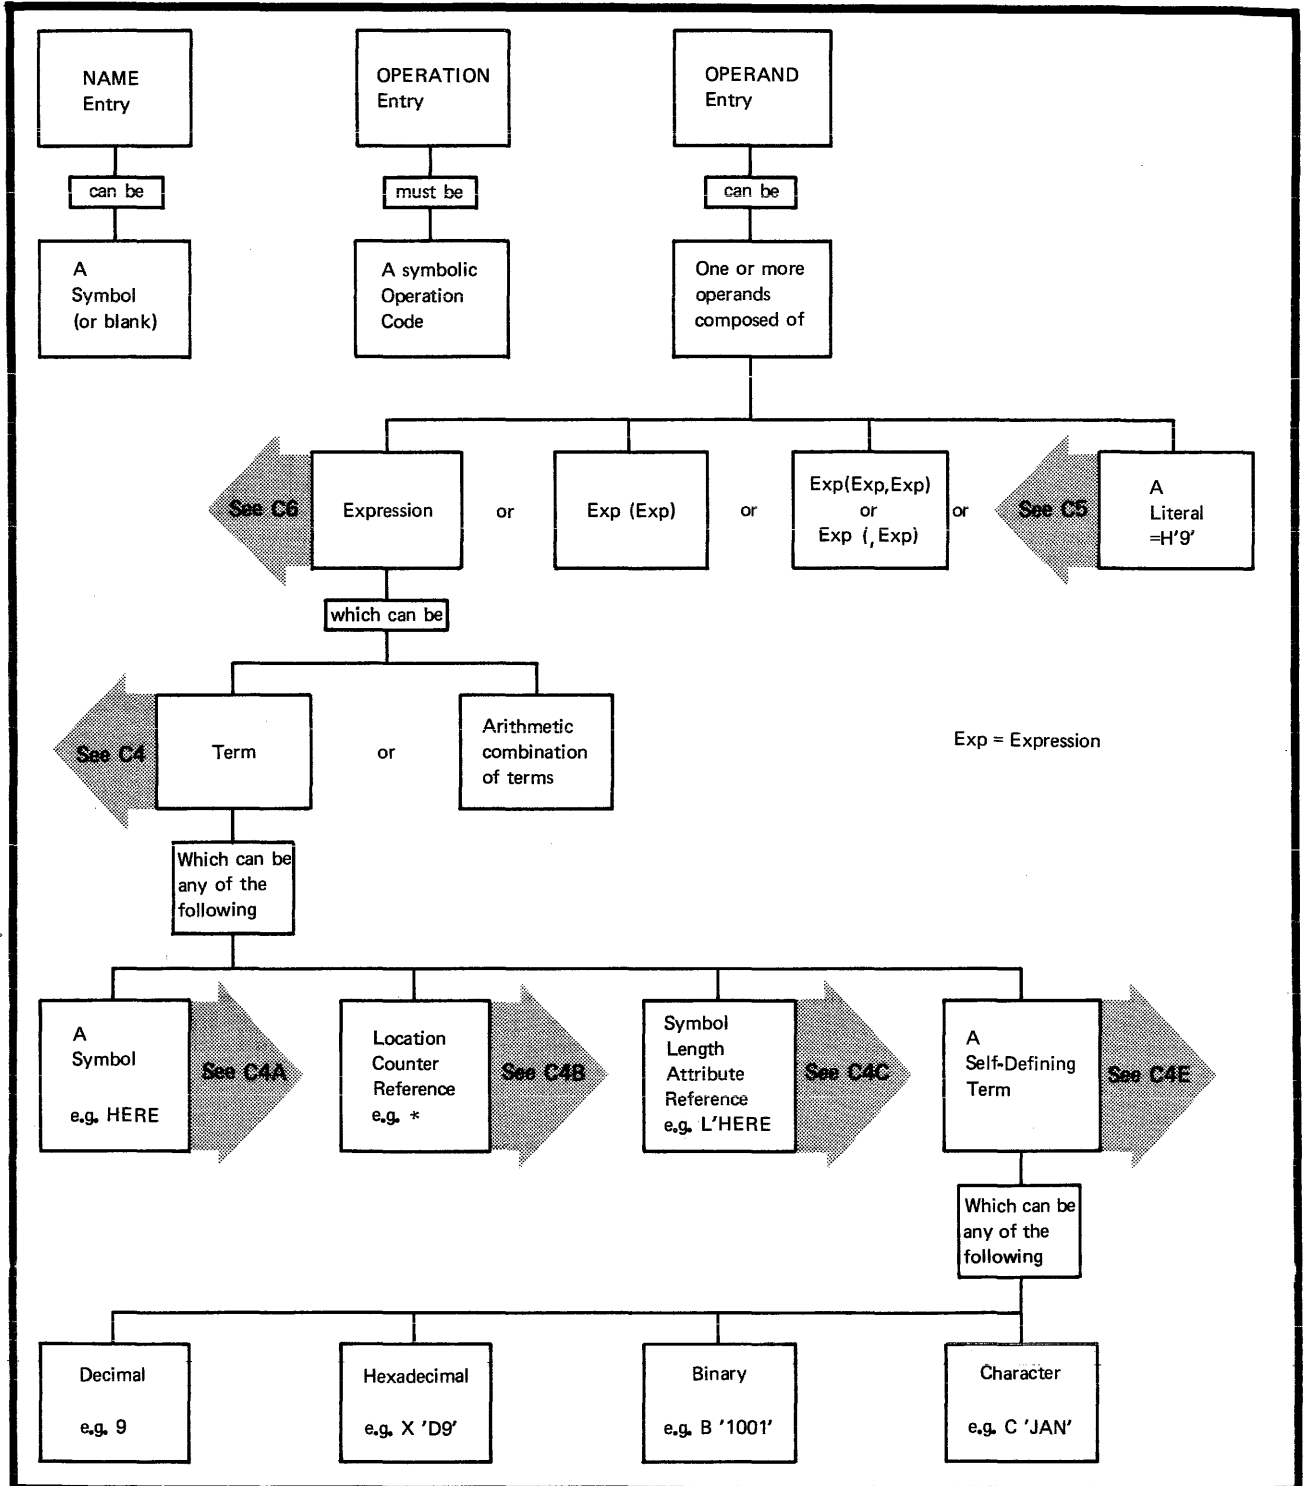 NAME
Entry
OPERATION
Entry
OPERAND
Entry
can be
must be
can be
A
Symbol
(or blank)
A symbolic
Operation
Code
One or more
operands
composed of
See C6
Expression
or
Exp (Exp)
or
Exp(Exp,Exp)
or
Exp (,Exp)
or
See C5
A
Literal
=H'9'
which can be
See C4
Term
or
Arithmetic
combination
of terms
Exp = Expression
Which can be
any of the
following
A
Symbol
e.g. HERE
See C4A
Location
Counter
Reference
e.g. *
See C4B
Symbol
Length
Attribute
Reference
e.g. L'HERE
See C4C
A
Self-Defining
Term
See C4E
Which can be
any of the
following
Decimal
e.g. 9
Hexadecimal
e.g. X 'D9'
Binary
e.g. B '1001'
Character
e.g. C 'JAN'